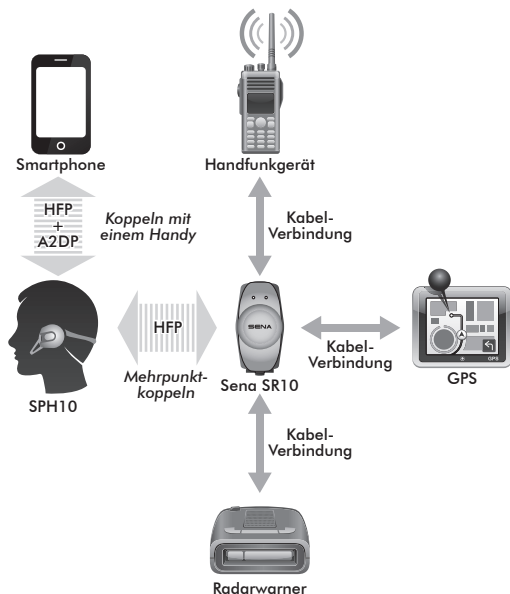 Smartphone
Handfunkgerät
HFP
+
A2DP
Koppeln mit
einem Handy
Kabel-
Verbindung
HFP
SENA
Kabel-
Verbindung
GPS
Mehrpunkt-
koppeln
SPH10
Sena SR10
GPS
Kabel-
Verbindung
Radarwarner